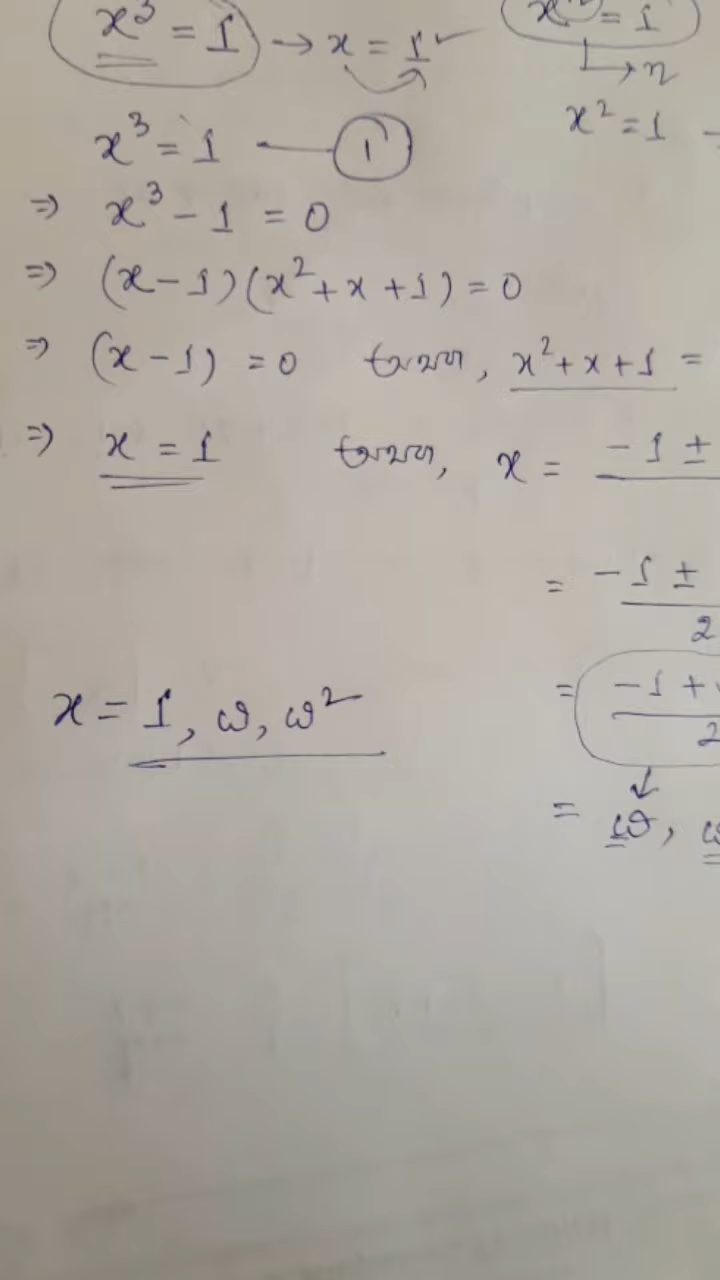 x³ = 1 → x = 1 ✓
x = 1
→ n
x² = 1
x³ = 1 — ①
⇒ x³ - 1 = 0
⇒ (x-1)(x²+x+1) = 0
⇒ (x-1) = 0 অথবা, x²+x+1 =
⇒ x = 1 অথবা, x = -1 ±
= -1 ± / 2
= -1 + / 2
x = 1, ω, ω²
↓
= ω, ω